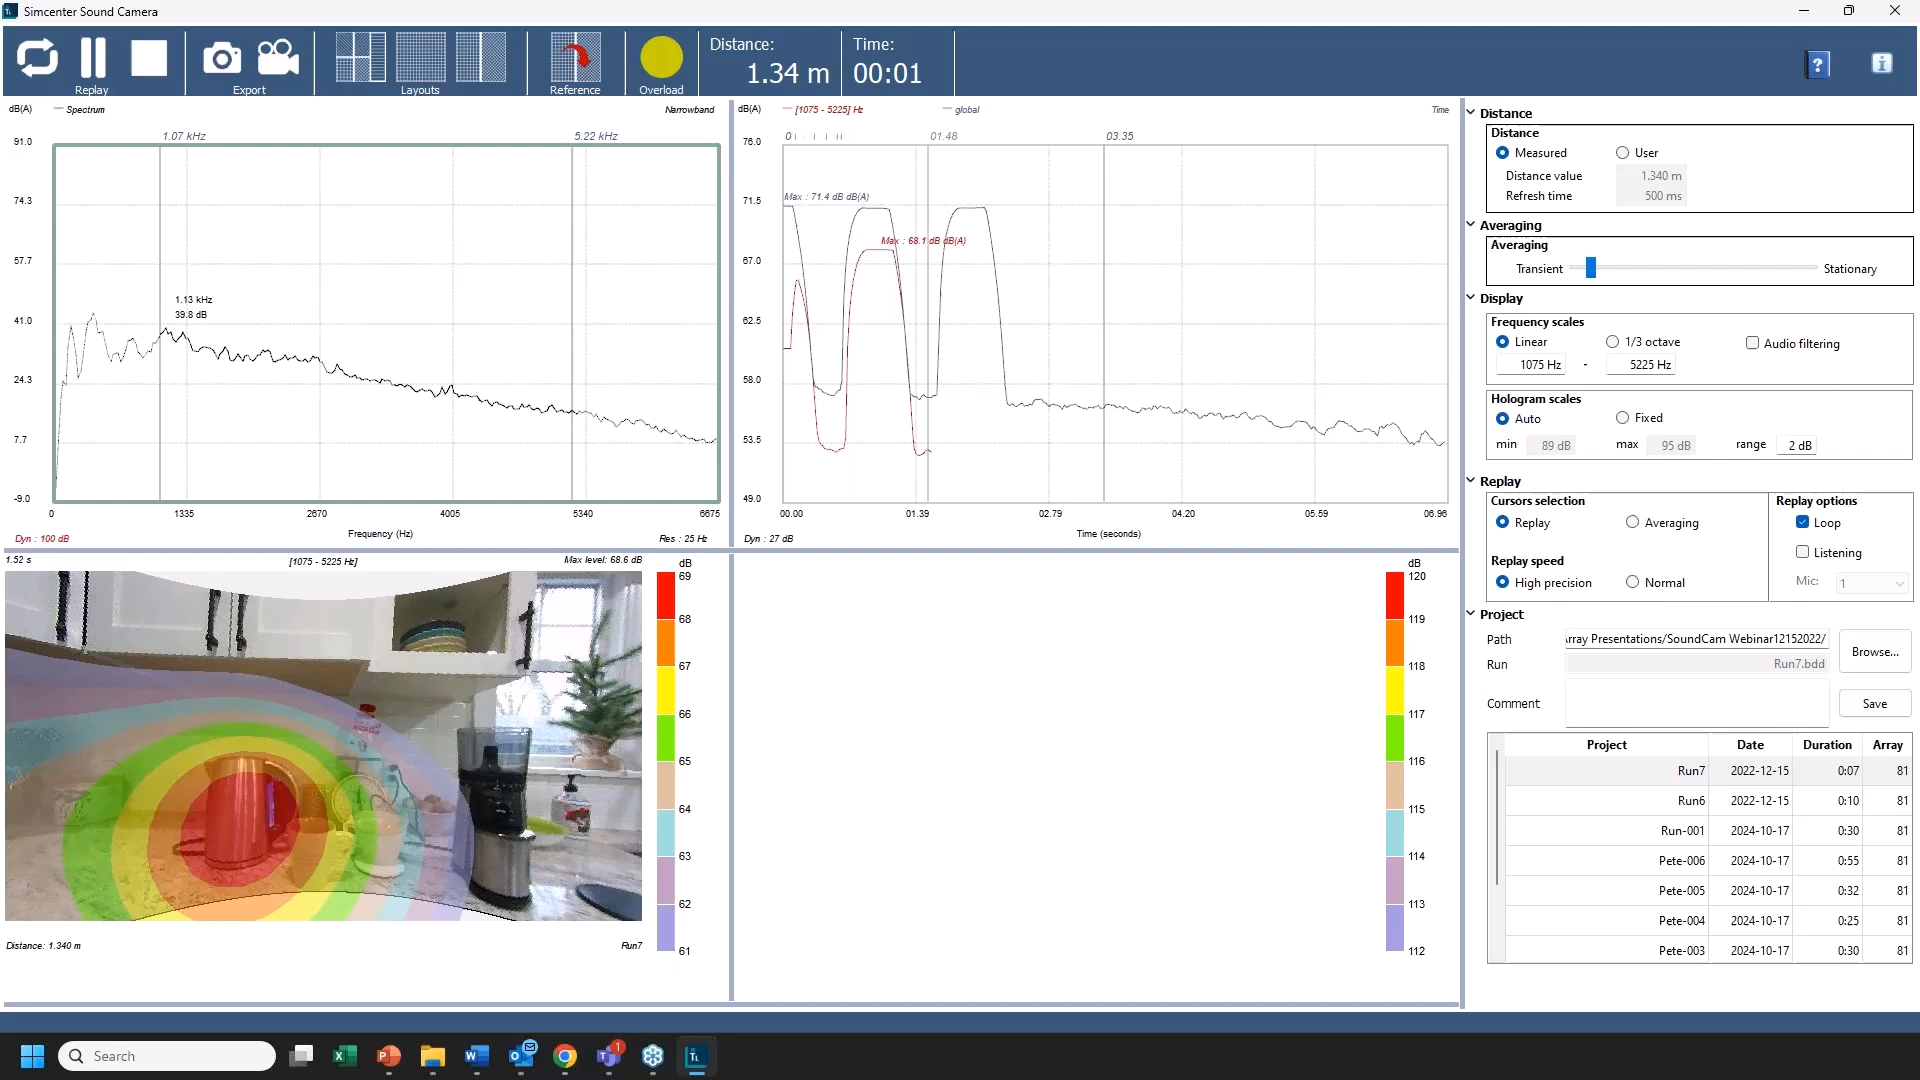 Simcenter Sound Camera
Replay
Export
Layouts
Reference
Overload
Distance:
1.34 m
Time:
00:01
dB(A)
Spectrum
Narrowband
1.07 kHz
5.22 kHz
91.0
74.3
57.7
41.0
24.3
7.7
-9.0
1.13 kHz
39.8 dB
0
1335
2670
4005
5340
6675
Frequency (Hz)
Dyn : 100 dB
Res : 25 Hz
dB(A)
[1075 - 5225] Hz
global
Time
0
01.48
03.35
76.0
71.5
67.0
62.5
58.0
53.5
49.0
Max : 71.4 dB dB(A)
Max : 68.1 dB dB(A)
00.00
01.39
02.79
04.20
05.59
06.96
Time (seconds)
Dyn : 27 dB
1.52 s
[1075 - 5225 Hz]
Max level: 68.6 dB
dB
69
68
67
66
65
64
63
62
61
Distance: 1.340 m
Run7
dB
120
119
118
117
116
115
114
113
112
Distance
Distance
Measured
User
Distance value
1.340 m
Refresh time
500 ms
Averaging
Averaging
Transient
Stationary
Display
Frequency scales
Linear
1/3 octave
Audio filtering
1075 Hz
-
5225 Hz
Hologram scales
Auto
Fixed
min
89 dB
max
95 dB
range
2 dB
Replay
Cursors selection
Replay options
Replay
Averaging
Loop
Listening
Replay speed
High precision
Normal
Mic:
1
Project
Path
rray Presentations/SoundCam Webinar12152022/
Browse...
Run
Run7.bdd
Comment
Save
Project Date Duration Array
Run7 2022-12-15 0:07 81
Run6 2022-12-15 0:10 81
Run-001 2024-10-17 0:30 81
Pete-006 2024-10-17 0:55 81
Pete-005 2024-10-17 0:32 81
Pete-004 2024-10-17 0:25 81
Pete-003 2024-10-17 0:30 81
Search
1